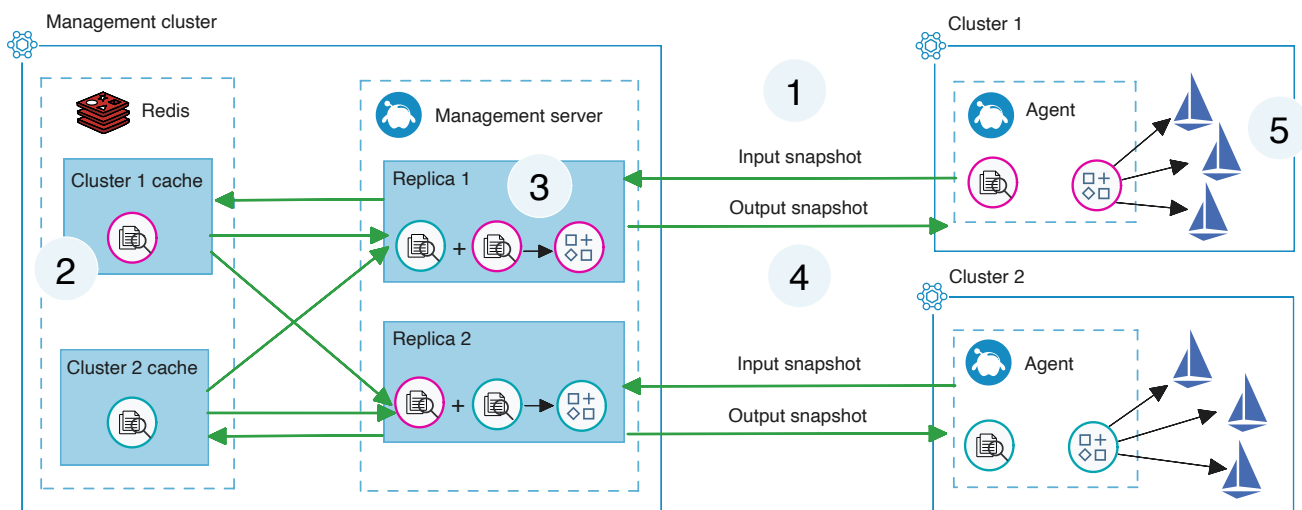 Management cluster
Redis
Cluster 1 cache
2
Cluster 2 cache
Management server
Replica 1
3
+
Replica 2
+
1
Input snapshot
Output snapshot
4
Input snapshot
Output snapshot
Cluster 1
Agent
5
Cluster 2
Agent